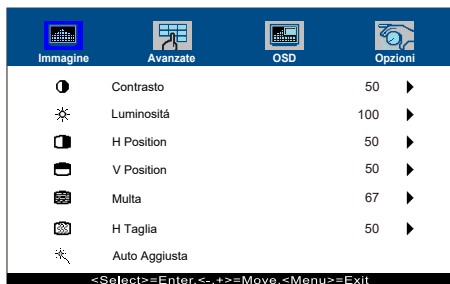 Immagine Avanzate OSD Opzioni
Contrasto 50
Luminositá 100
H Position 50
V Position 50
Multa 67
H Taglia 50
Auto Aggiusta
<Select>=Enter,<-,+>=Move,<Menu>=Exit